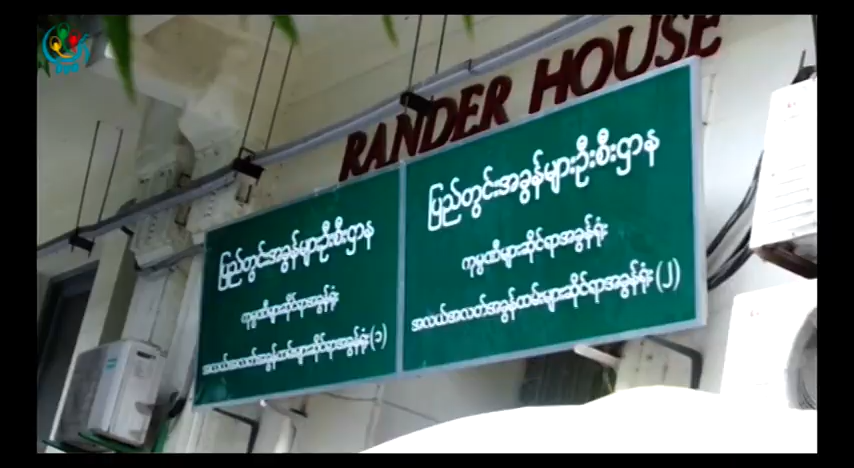 RANDER HOUSE
ပြည်တွင်းအခွန်များဦးစီးဌာန
ကုမ္ပဏီများဆိုင်ရာအခွန်ရုံး
အလယ်အလတ်အခွန်ထမ်းများဆိုင်ရာအခွန်ရုံး(၁)
ပြည်တွင်းအခွန်များဦးစီးဌာန
ကုမ္ပဏီများဆိုင်ရာအခွန်ရုံး
အလယ်အလတ်အခွန်ထမ်းများဆိုင်ရာအခွန်ရုံး(၂)